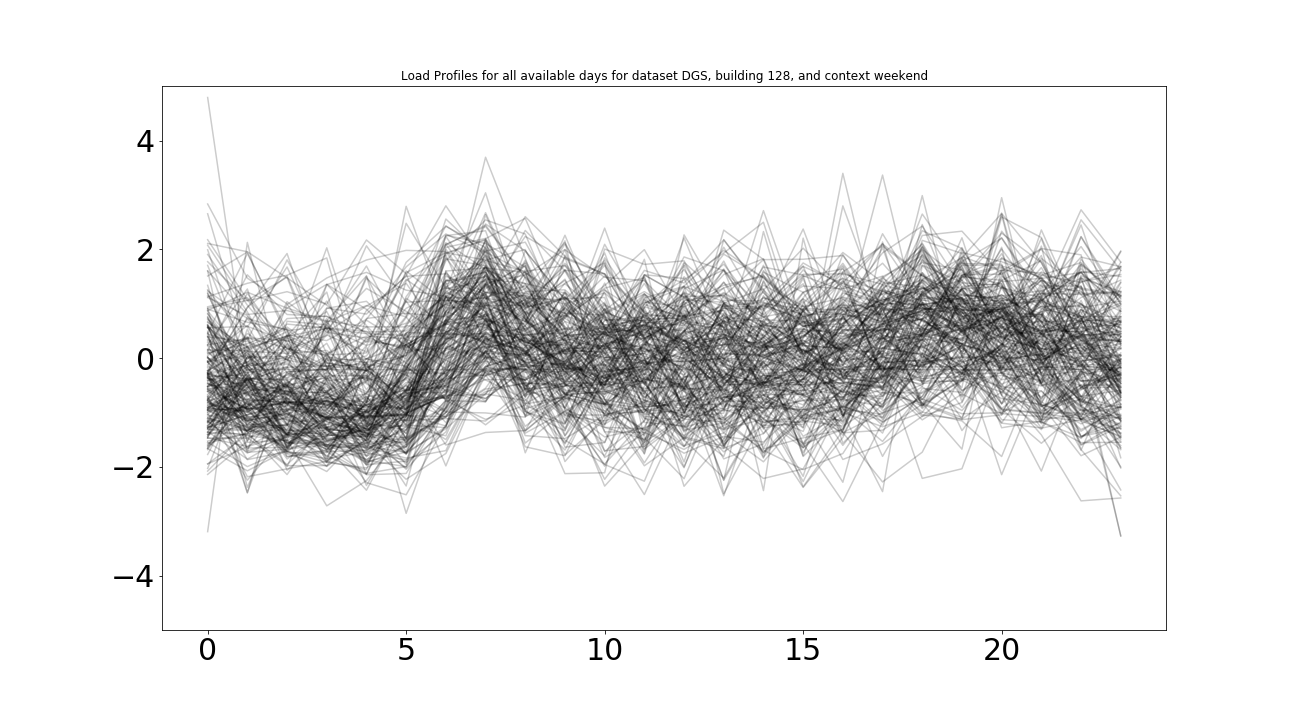 Load Profiles for all available days for dataset DGS, building 128, and context weekend
4
2
0
−2
−4
0 5 10 15 20